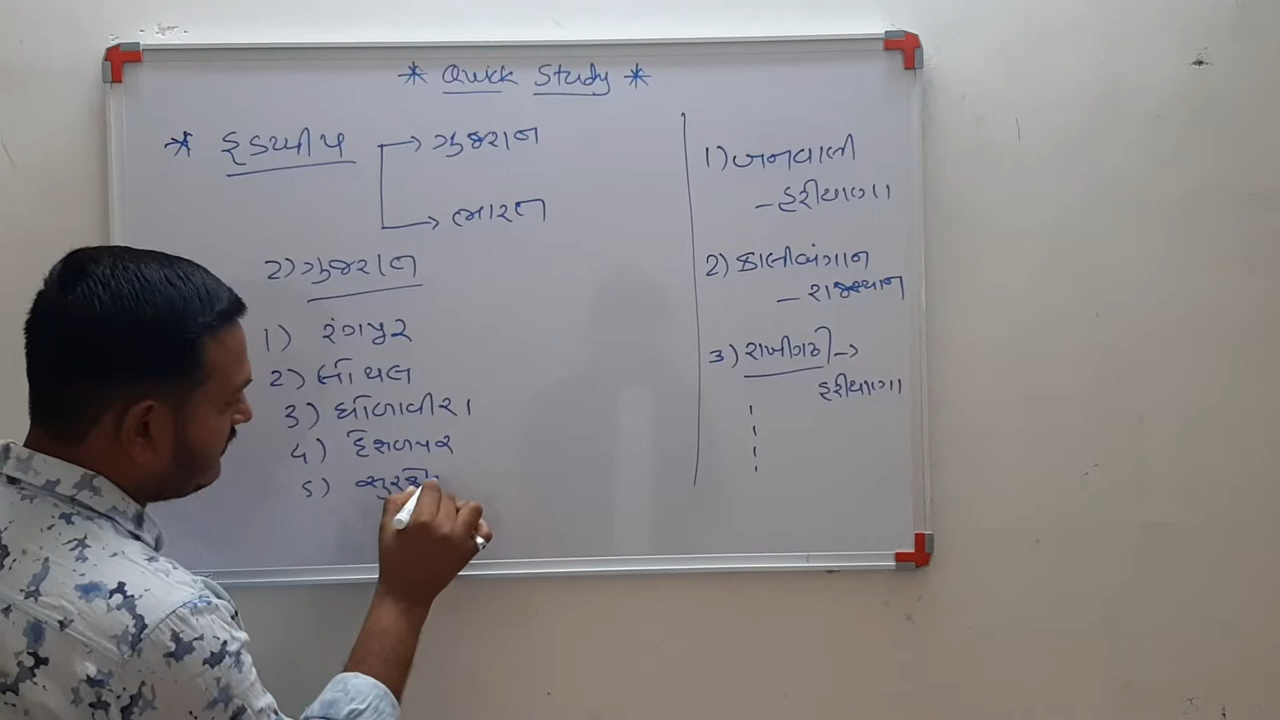 * Quick Study *
* હડપ્પીય → ગુજરાત
→ ભારત
2) ગુજરાત
1) રંગપુર
2) લોથલ
3) ધોળાવીરા
4) દેશળપર
5)
1) બનવાલી
- હરીયાણા
2) કાલીબંગાન
- રાજસ્થાન
3) રાખીગઢી →
હરીયાણા